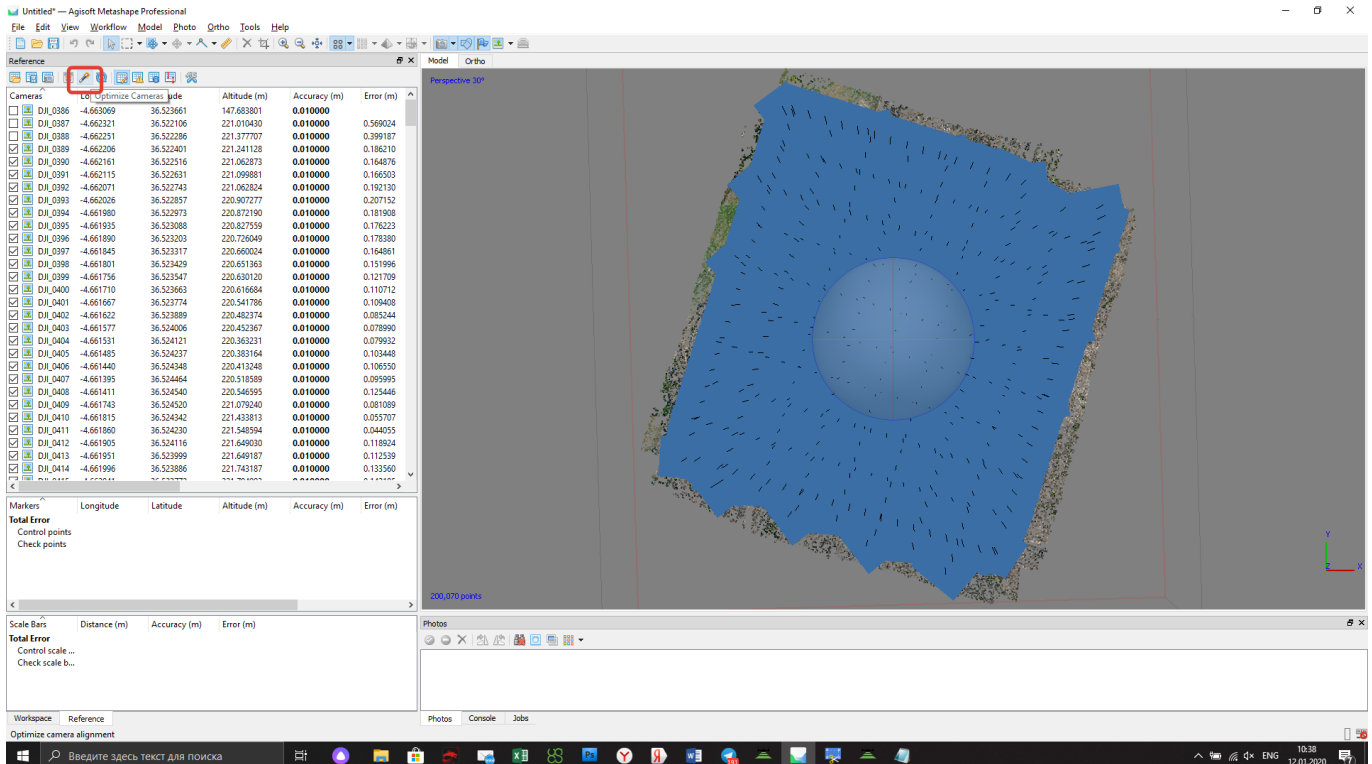 Untitled* — Agisoft Metashape Professional
File Edit View Workflow Model Photo Ortho Tools Help
Reference
Model Ortho
Perspective 30°
Optimize Cameras
Cameras Lo ude Altitude (m) Accuracy (m) Error (m)
DJI_0386 -4.663069 36.523661 147.683801 0.010000
DJI_0387 -4.662321 36.522106 221.010430 0.010000 0.569024
DJI_0388 -4.662251 36.522286 221.377707 0.010000 0.399187
DJI_0389 -4.662206 36.522401 221.241128 0.010000 0.186210
DJI_0390 -4.662161 36.522516 221.062873 0.010000 0.164876
DJI_0391 -4.662115 36.522631 221.099881 0.010000 0.166503
DJI_0392 -4.662071 36.522743 221.062824 0.010000 0.192130
DJI_0393 -4.662026 36.522857 220.907277 0.010000 0.207152
DJI_0394 -4.661980 36.522973 220.872190 0.010000 0.181908
DJI_0395 -4.661935 36.523088 220.827559 0.010000 0.176223
DJI_0396 -4.661890 36.523203 220.726049 0.010000 0.178380
DJI_0397 -4.661845 36.523317 220.660024 0.010000 0.164861
DJI_0398 -4.661801 36.523429 220.651363 0.010000 0.151996
DJI_0399 -4.661756 36.523547 220.630120 0.010000 0.121709
DJI_0400 -4.661710 36.523663 220.616684 0.010000 0.110712
DJI_0401 -4.661667 36.523774 220.541786 0.010000 0.109408
DJI_0402 -4.661622 36.523889 220.482374 0.010000 0.085244
DJI_0403 -4.661577 36.524006 220.452367 0.010000 0.078990
DJI_0404 -4.661531 36.524121 220.363231 0.010000 0.079932
DJI_0405 -4.661485 36.524237 220.383164 0.010000 0.103448
DJI_0406 -4.661440 36.524348 220.413248 0.010000 0.106550
DJI_0407 -4.661395 36.524464 220.518589 0.010000 0.095995
DJI_0408 -4.661411 36.524540 220.546595 0.010000 0.125446
DJI_0409 -4.661743 36.524520 221.079240 0.010000 0.081089
DJI_0410 -4.661815 36.524342 221.433813 0.010000 0.055707
DJI_0411 -4.661860 36.524230 221.548594 0.010000 0.044055
DJI_0412 -4.661905 36.524116 221.649030 0.010000 0.118924
DJI_0413 -4.661951 36.523999 221.649187 0.010000 0.112539
DJI_0414 -4.661996 36.523886 221.743187 0.010000 0.133560
Markers Longitude Latitude Altitude (m) Accuracy (m) Error (m)
Total Error
Control points
Check points
200,070 points
Y
Z X
Scale Bars Distance (m) Accuracy (m) Error (m)
Total Error
Control scale ...
Check scale b...
Photos
Workspace Reference
Photos Console Jobs
Optimize camera alignment
Введите здесь текст для поиска
ENG
10:38
12.01.2020